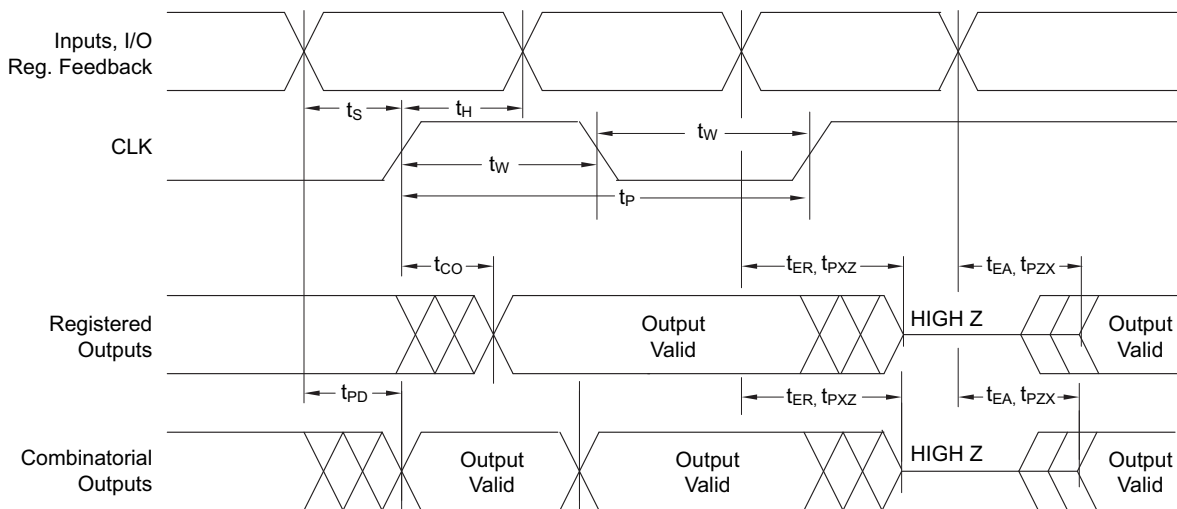 Inputs, I/O
Reg. Feedback
tS
tH
CLK
tW
tW
tP
tCO
tER, tPXZ
tEA, tPZX
Registered
Outputs
Output
Valid
HIGH Z
Output
Valid
tPD
tER, tPXZ
tEA, tPZX
Combinatorial
Outputs
Output
Valid
Output
Valid
HIGH Z
Output
Valid